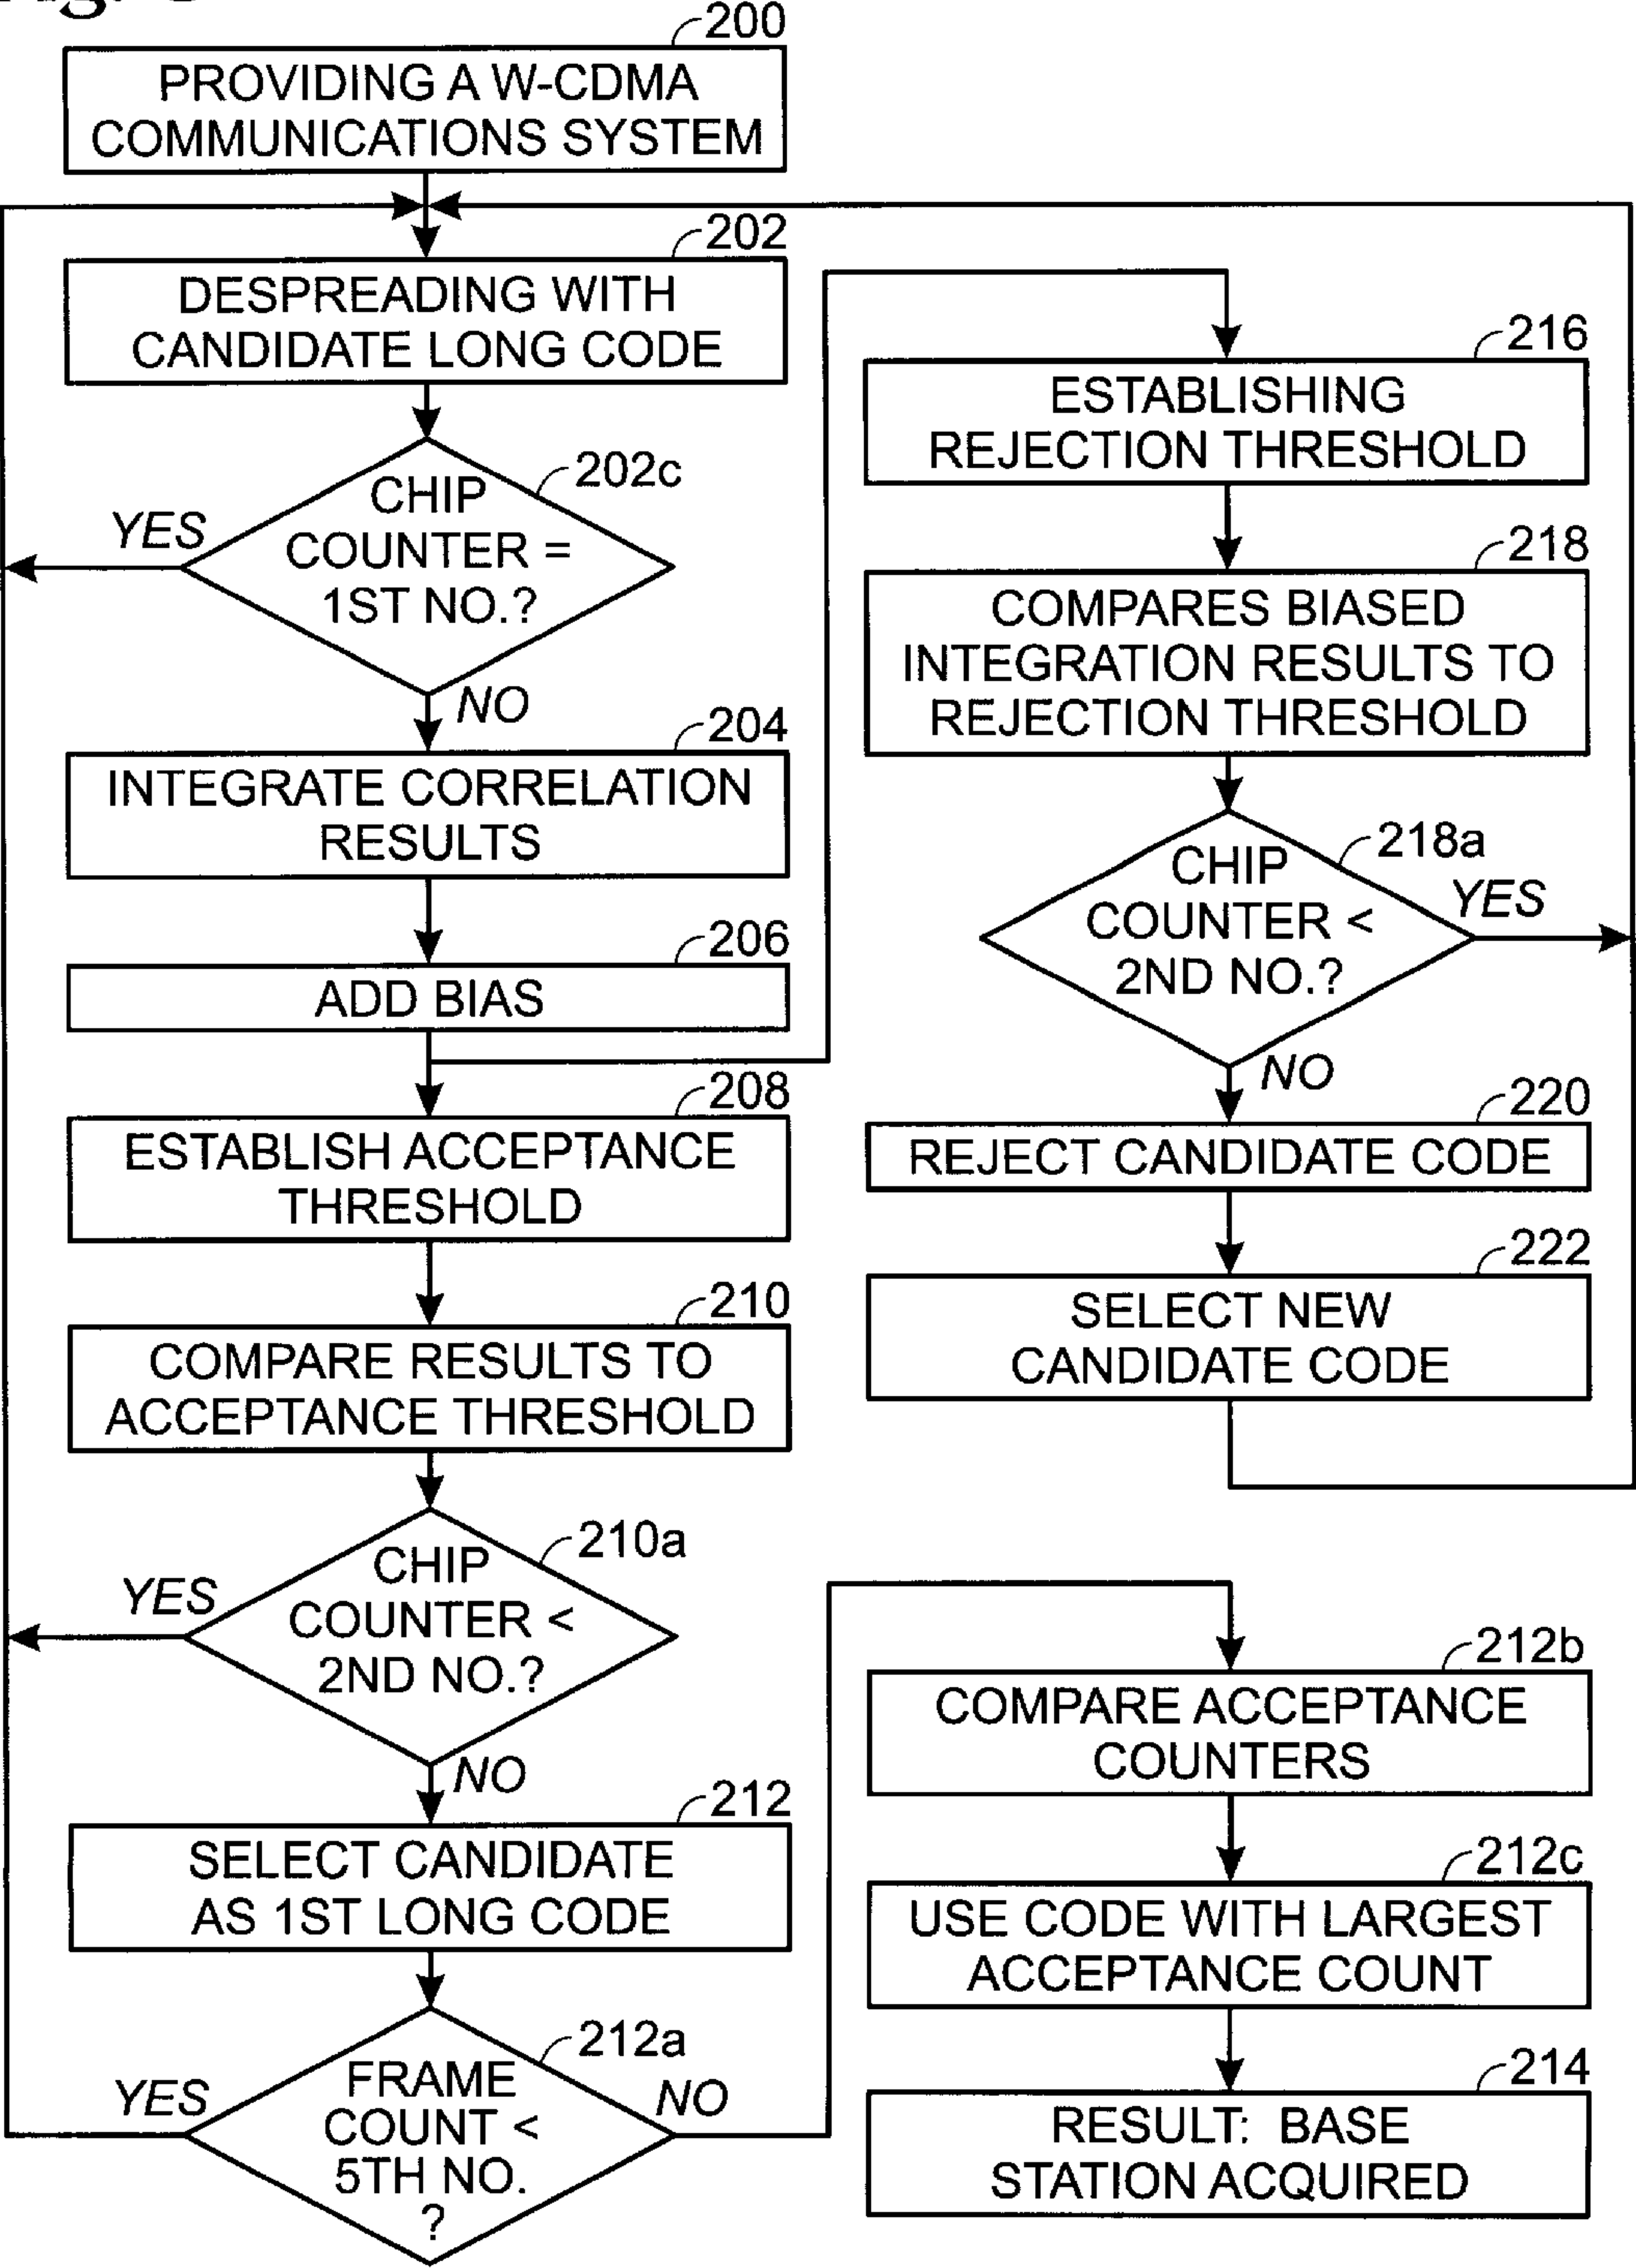 200
PROVIDING A W-CDMA
COMMUNICATIONS SYSTEM
202
DESPREADING WITH
CANDIDATE LONG CODE
202c
CHIP
COUNTER =
1ST NO.?
YES
NO
204
INTEGRATE CORRELATION
RESULTS
206
ADD BIAS
208
ESTABLISH ACCEPTANCE
THRESHOLD
210
COMPARE RESULTS TO
ACCEPTANCE THRESHOLD
210a
CHIP
COUNTER <
2ND NO.?
YES
NO
212
SELECT CANDIDATE
AS 1ST LONG CODE
212a
FRAME
COUNT <
5TH NO.
?
YES
NO
216
ESTABLISHING
REJECTION THRESHOLD
218
COMPARES BIASED
INTEGRATION RESULTS TO
REJECTION THRESHOLD
218a
CHIP
COUNTER <
2ND NO.?
YES
NO
220
REJECT CANDIDATE CODE
222
SELECT NEW
CANDIDATE CODE
212b
COMPARE ACCEPTANCE
COUNTERS
212c
USE CODE WITH LARGEST
ACCEPTANCE COUNT
214
RESULT: BASE
STATION ACQUIRED